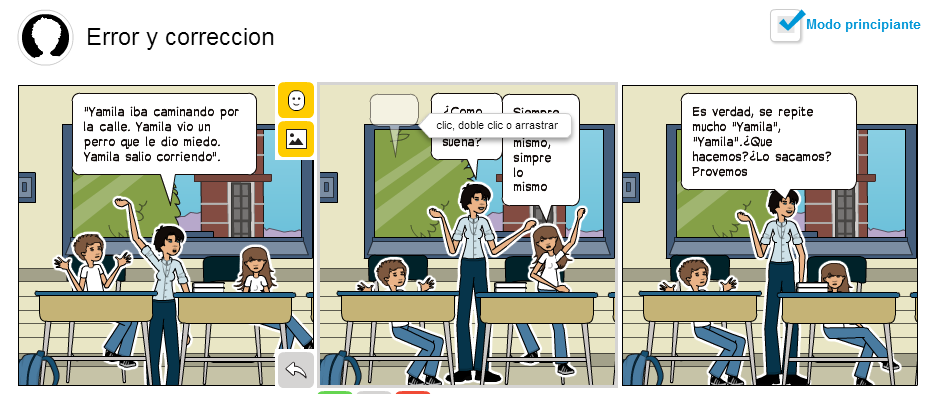 Error y correccion
Modo principiante
"Yamila iba caminando por
la calle. Yamila vio un
perro que le dio miedo.
Yamila salio corriendo".
clic, doble clic o arrastrar
¿Como
suena?
Siempre
mismo,
simpre
lo
mismo
Es verdad, se repite
mucho "Yamila",
"Yamila".¿Que
hacemos?¿Lo sacamos?
Provemos